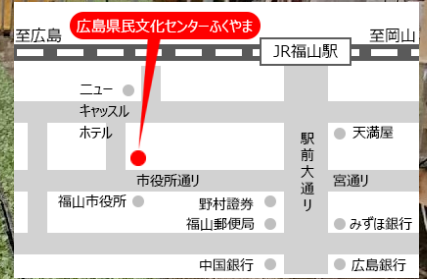 広島県民文化センターふくやま
至広島
至岡山
JR福山駅
ニュー
キャッスル
ホテル
駅前大通り
天満屋
市役所通り
宮通り
福山市役所
野村證券
福山郵便局
みずほ銀行
中国銀行
広島銀行